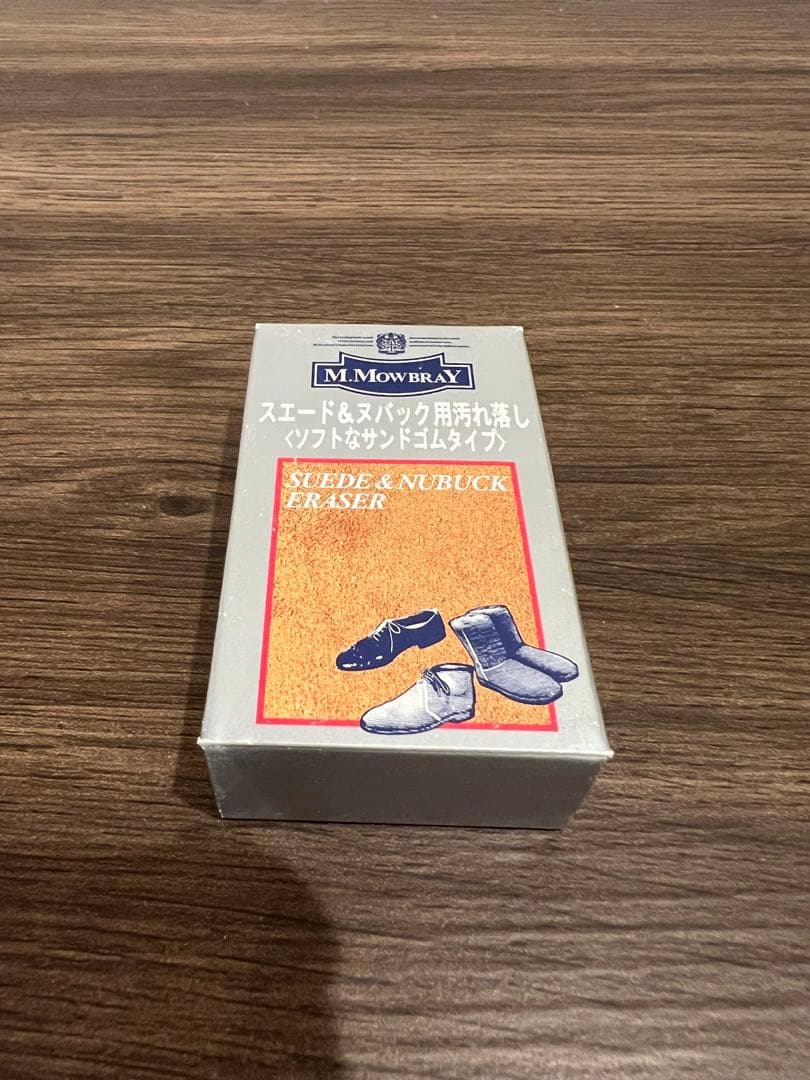 M.MOWBRAY
スエード&ヌバック用汚れ落し
〈ソフトなサンドゴムタイプ〉
SUEDE & NUBUCK
ERASER